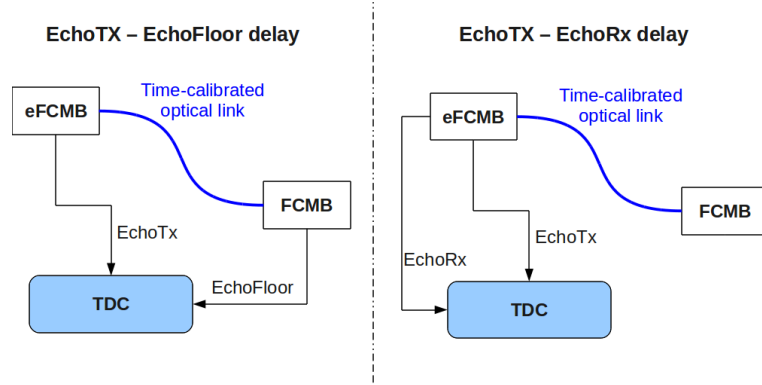 EchoTX – EchoFloor delay
Time-calibrated
optical link
eFCMB
FCMB
EchoTx
EchoFloor
TDC
EchoTX – EchoRx delay
Time-calibrated
optical link
eFCMB
FCMB
EchoTx
EchoRx
TDC